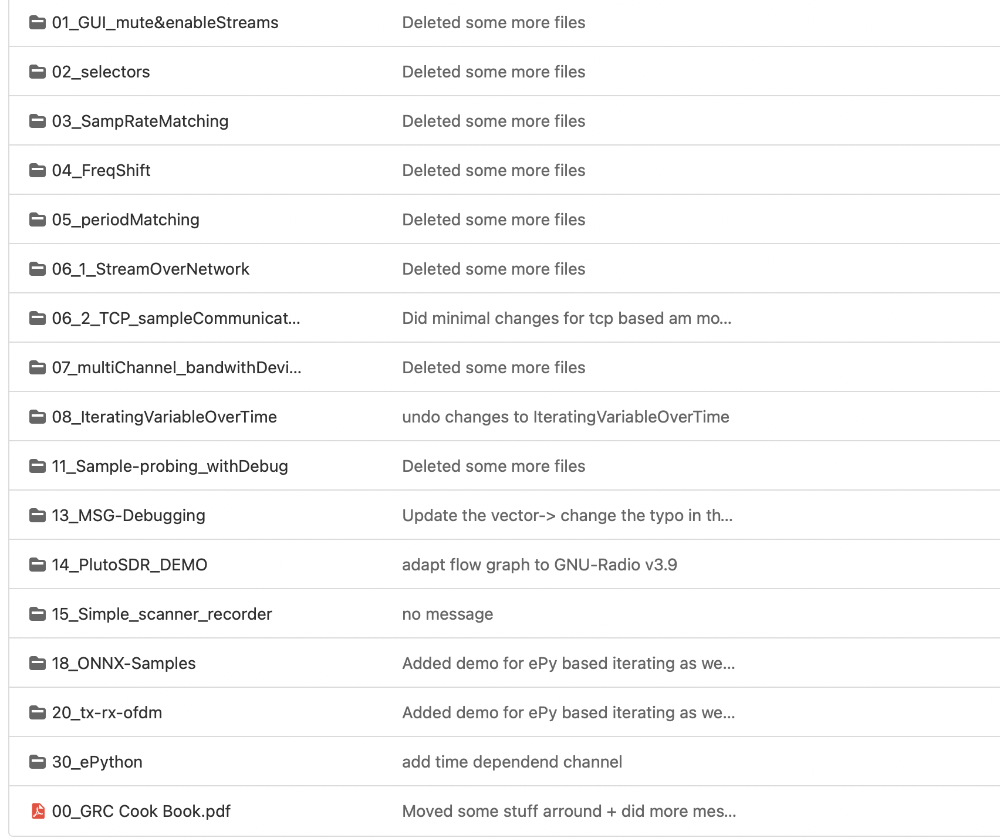 01_GUI_mute&enableStreams Deleted some more files
02_selectors Deleted some more files
03_SampRateMatching Deleted some more files
04_FreqShift Deleted some more files
05_periodMatching Deleted some more files
06_1_StreamOverNetwork Deleted some more files
06_2_TCP_sampleCommunicat... Did minimal changes for tcp based am mo...
07_multiChannel_bandwithDevi... Deleted some more files
08_IteratingVariableOverTime undo changes to IteratingVariableOverTime
11_Sample-probing_withDebug Deleted some more files
13_MSG-Debugging Update the vector-> change the typo in th...
14_PlutoSDR_DEMO adapt flow graph to GNU-Radio v3.9
15_Simple_scanner_recorder no message
18_ONNX-Samples Added demo for ePy based iterating as we...
20_tx-rx-ofdm Added demo for ePy based iterating as we...
30_ePython add time dependend channel
00_GRC Cook Book.pdf Moved some stuff arround + did more mes...